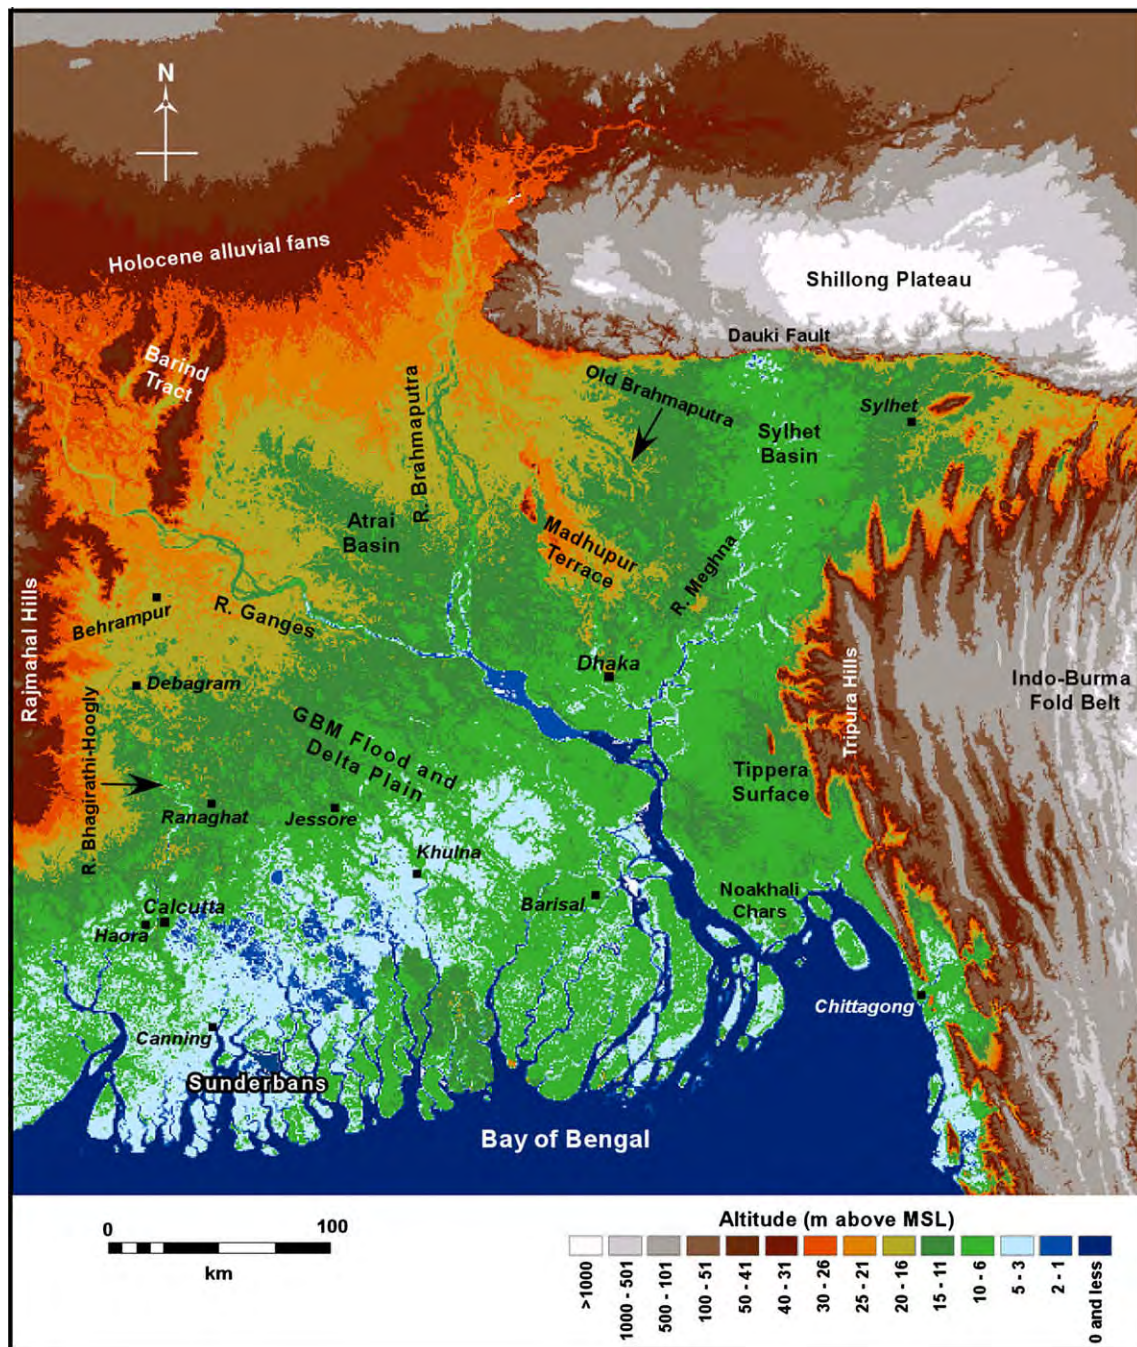 N
Holocene alluvial fans
Shillong Plateau
Dauki Fault
Barind
Tract
Old Brahmaputra
Sylhet
R. Brahmaputra
Sylhet
Basin
Atrai
Basin
Madhupur
Terrace
R. Meghna
Behrampur
R. Ganges
Rajmahal Hills
Dhaka
Debagram
Tripura Hills
Indo-Burma
Fold Belt
GBM Flood and
Delta Plain
R. Bhagirathi-Hoogly
Tippera
Surface
Ranaghat
Jessore
Khulna
Barisal
Noakhali
Chars
Calcutta
Haora
Chittagong
Canning
Sunderbans
Bay of Bengal
0
100
km
Altitude (m above MSL)
>1000
1000 - 501
500 - 101
100 - 51
50 - 41
40 - 31
30 - 26
25 - 21
20 - 16
15 - 11
10 - 6
5 - 3
2 - 1
0 and less